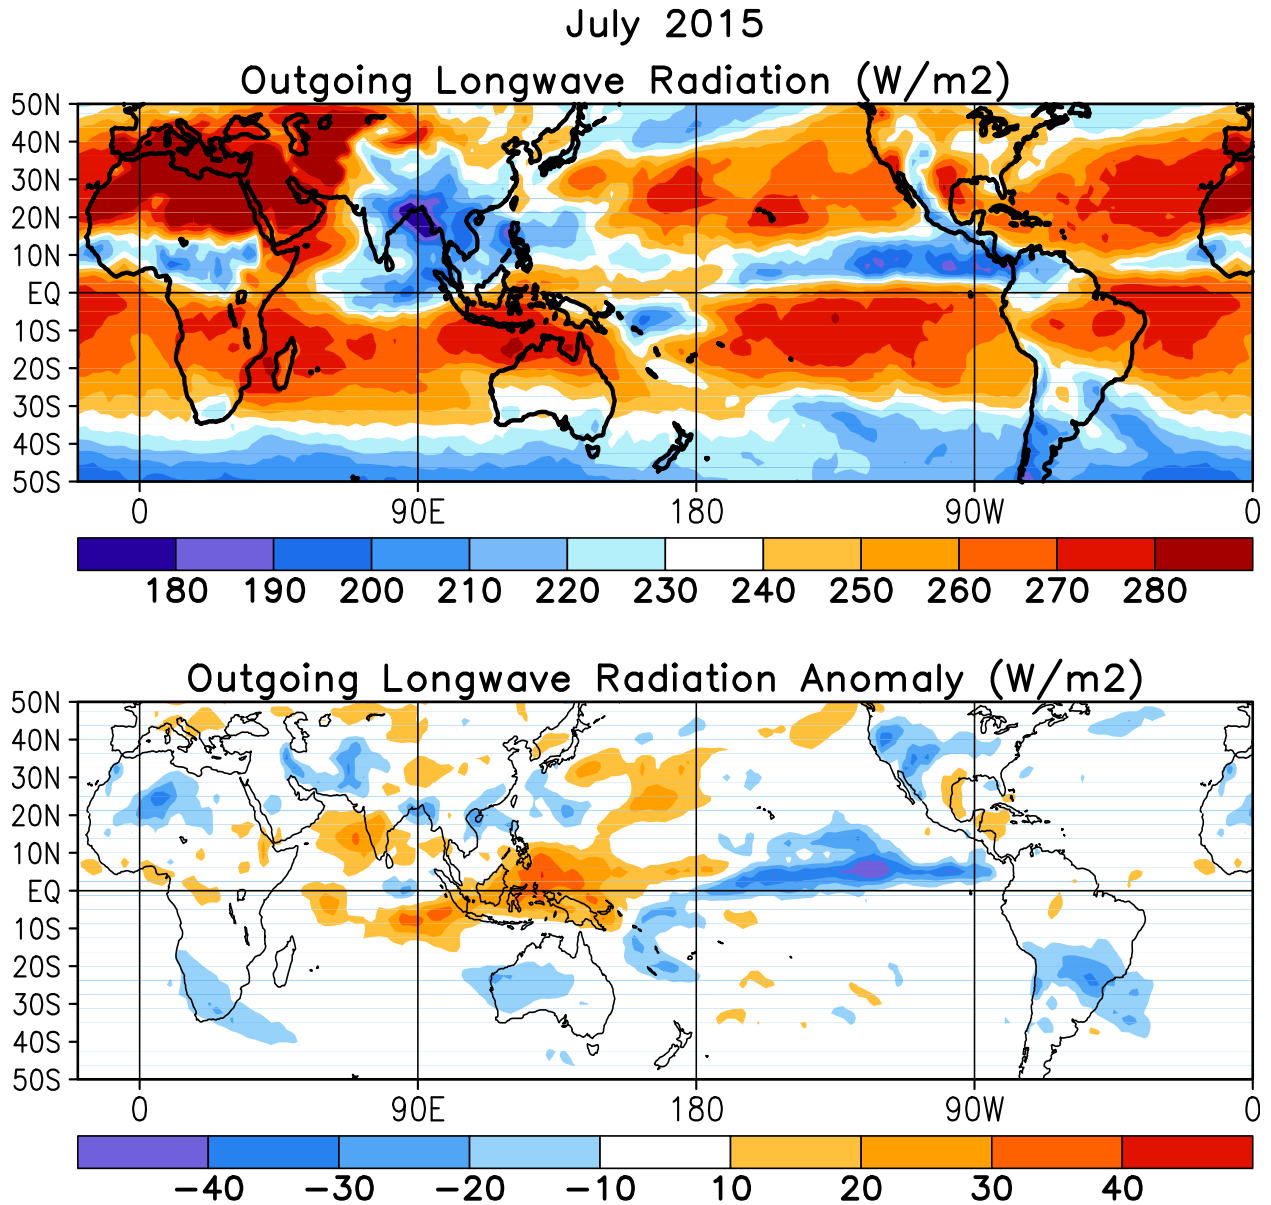 July 2015
Outgoing Longwave Radiation (W/m2)
50N
40N
30N
20N
10N
EQ
10S
20S
30S
40S
50S
0 90E 180 90W 0
180 190 200 210 220 230 240 250 260 270 280
Outgoing Longwave Radiation Anomaly (W/m2)
50N
40N
30N
20N
10N
EQ
10S
20S
30S
40S
50S
0 90E 180 90W 0
−40 −30 −20 −10 10 20 30 40